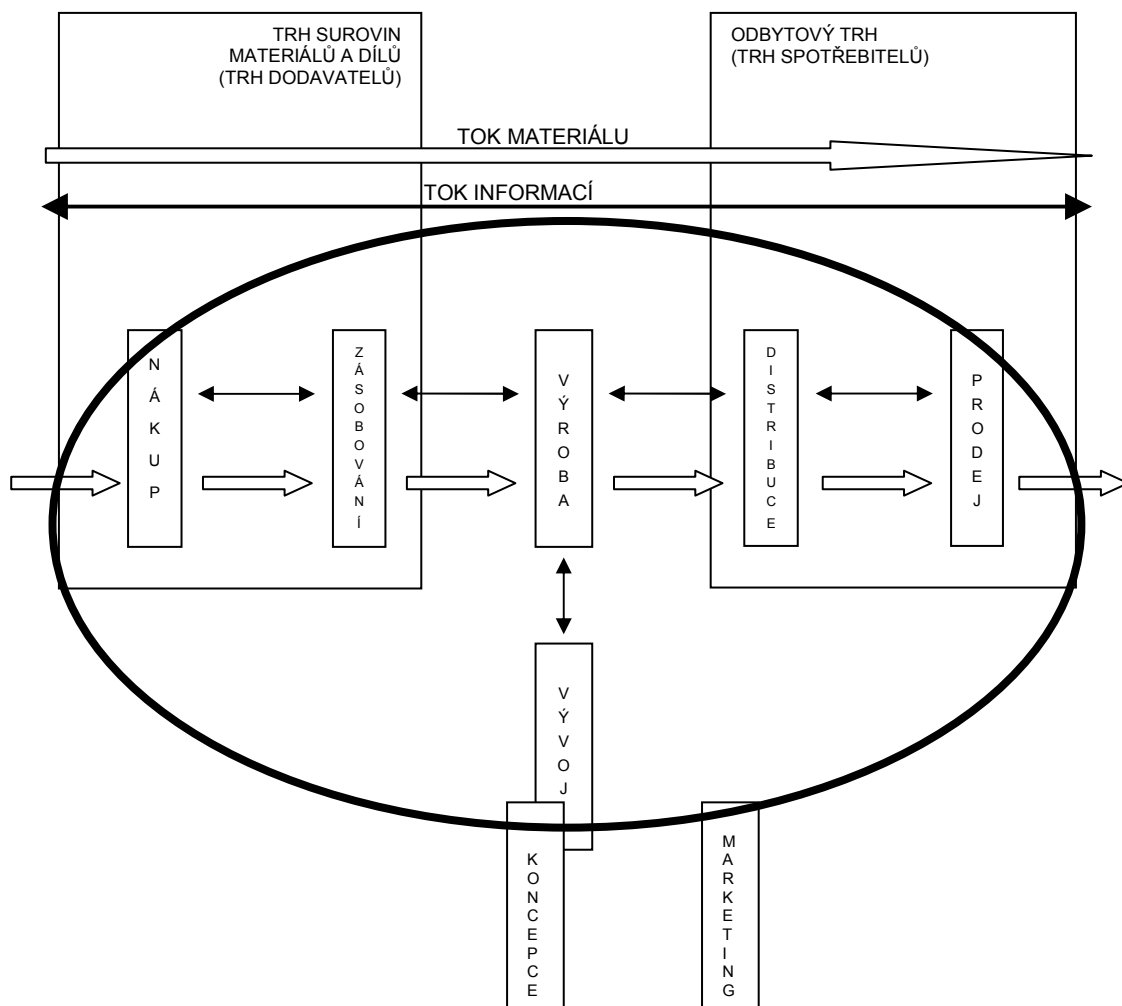 TRH SUROVIN
MATERIÁLŮ A DÍLŮ
(TRH DODAVATELŮ)
ODBYTOVÝ TRH
(TRH SPOTŘEBITELŮ)
TOK MATERIÁLU
TOK INFORMACÍ
NÁKUP
ZÁSOBOVÁNÍ
VÝROBA
DISTRIBUCE
PRODEJ
VÝVOJ
KONCEPCE
MARKETING